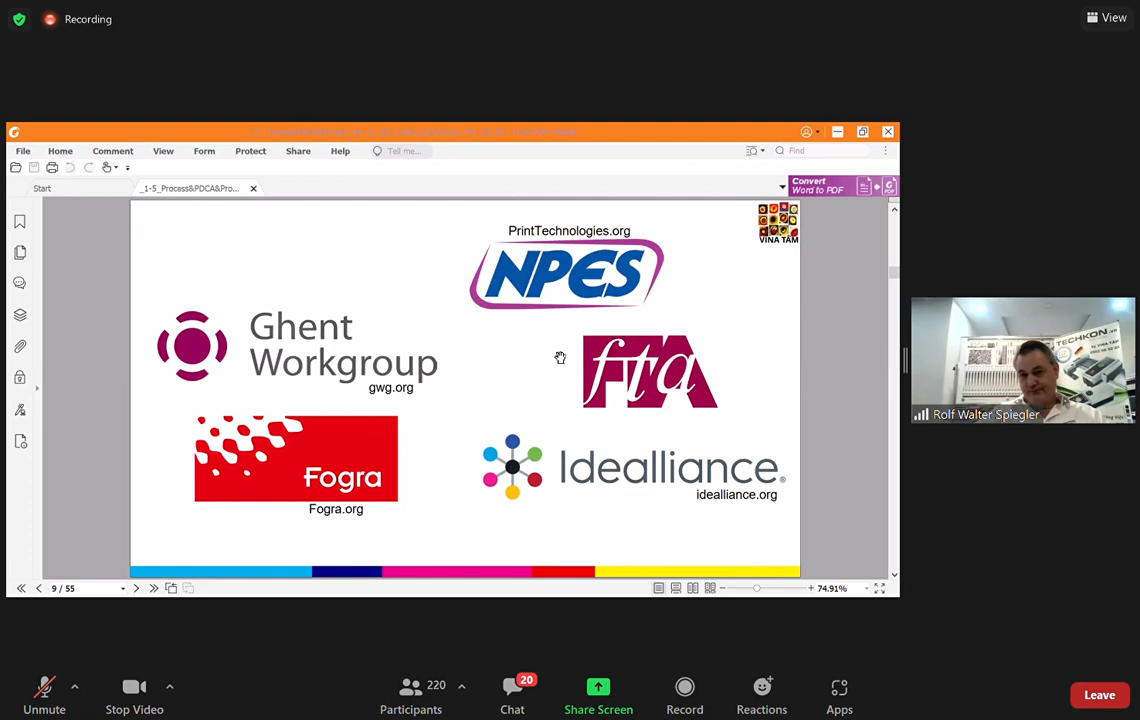 Recording
View
File Home Comment View Form Protect Share Help Tell me... Find
Start _1-5_Process&PDCA&Pro...
Convert
Word to PDF
PDF
VINA TAM
PrintTechnologies.org
NPES
Ghent
Workgroup
gwg.org
fta
Fogra
Fogra.org
Idealliance®
idealliance.org
TECHKON.vn
Rolf Walter Spiegler
9 / 55
74.91%
Unmute
Stop Video
220
Participants
20
Chat
Share Screen
Record
Reactions
Apps
Leave